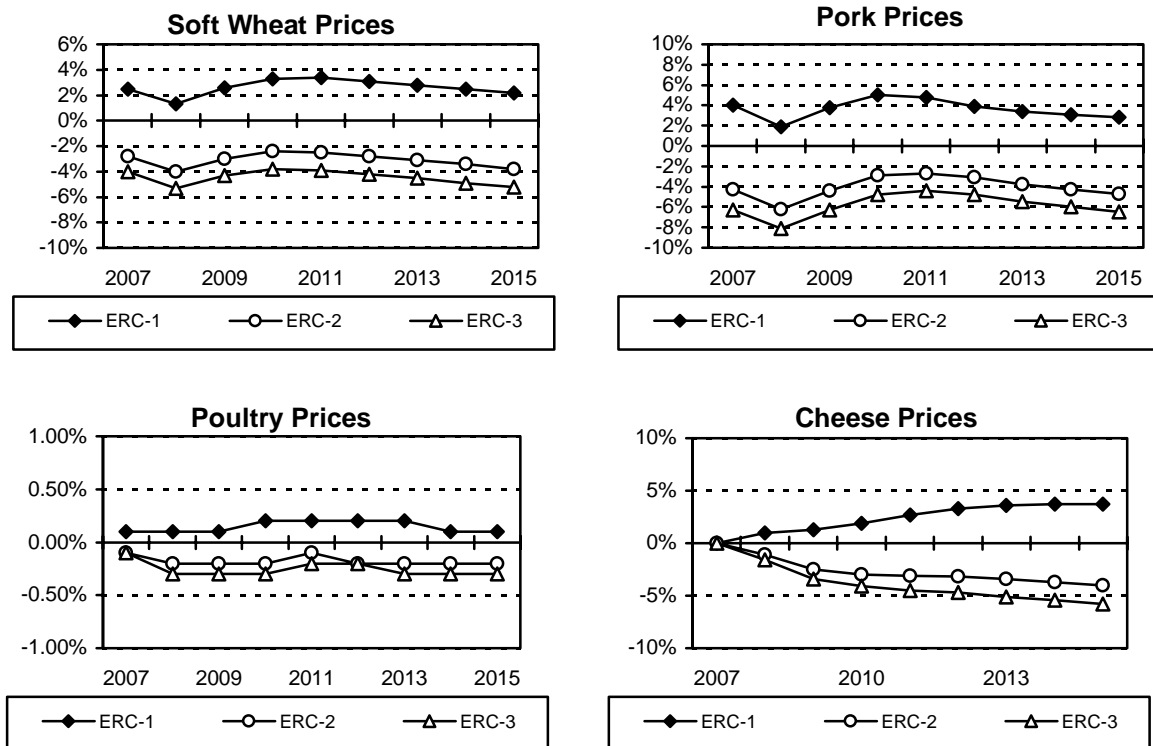 Soft Wheat Prices
6%
4%
2%
0%
-2%
-4%
-6%
-8%
-10%
2007 2009 2011 2013 2015
ERC-1 ERC-2 ERC-3
Pork Prices
10%
8%
6%
4%
2%
0%
-2%
-4%
-6%
-8%
-10%
2007 2009 2011 2013 2015
ERC-1 ERC-2 ERC-3
Poultry Prices
1.00%
0.50%
0.00%
-0.50%
-1.00%
2007 2009 2011 2013 2015
ERC-1 ERC-2 ERC-3
Cheese Prices
10%
5%
0%
-5%
-10%
2007 2010 2013
ERC-1 ERC-2 ERC-3